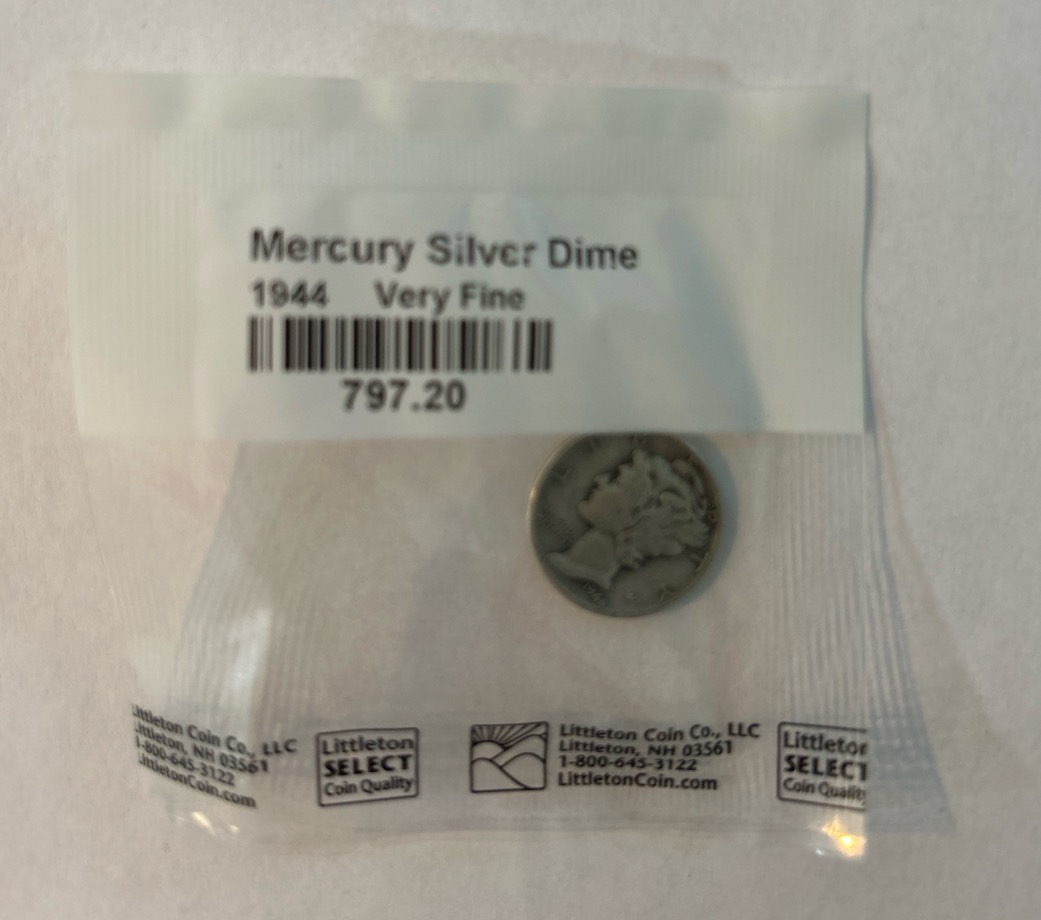 Mercury Silver Dime
1944 Very Fine
797.20
Littleton Coin Co., LLC
Littleton, NH 03561
1-800-645-3122
LittletonCoin.com
Littleton
SELECT
Coin Quality
Littleton Coin Co., LLC
Littleton, NH 03561
1-800-645-3122
LittletonCoin.com
Littleton
SELECT
Coin Quality